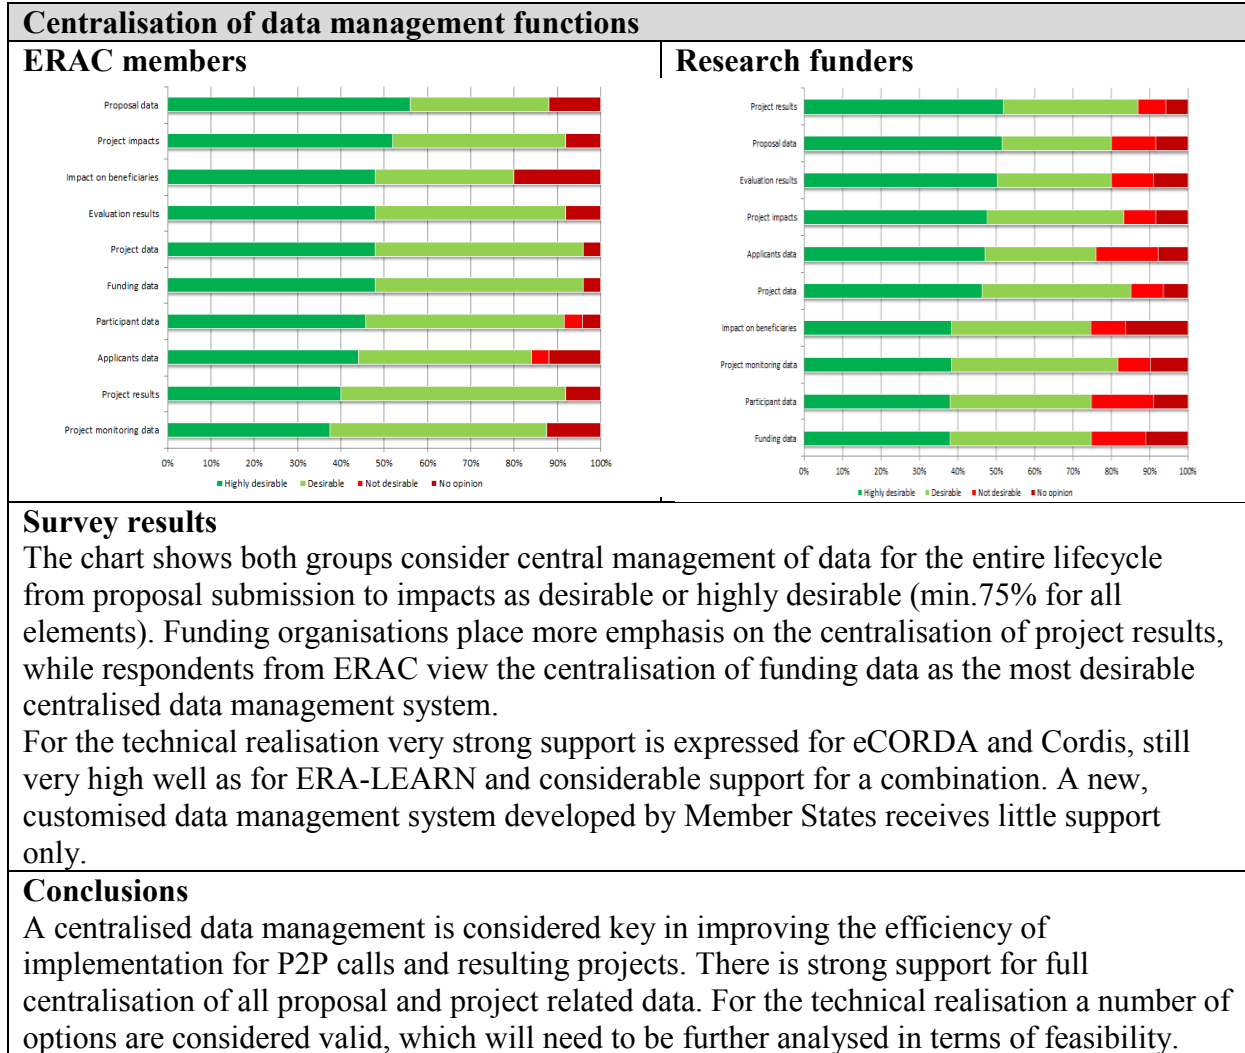 Centralisation of data management functions
ERAC members
Proposal data
Project impacts
Impact on beneficiaries
Evaluation results
Project data
Funding data
Participant data
Applicants data
Project results
Project monitoring data
0% 10% 20% 30% 40% 50% 60% 70% 80% 90% 100%
Highly desirable Desirable Not desirable No opinion
Research funders
Project results
Proposal data
Evaluation results
Project impacts
Applicants data
Project data
Impact on beneficiaries
Project monitoring data
Participant data
Funding data
0% 10% 20% 30% 40% 50% 60% 70% 80% 90% 100%
Highly desirable Desirable Not desirable No opinion
Survey results
The chart shows both groups consider central management of data for the entire lifecycle
from proposal submission to impacts as desirable or highly desirable (min.75% for all
elements). Funding organisations place more emphasis on the centralisation of project results,
while respondents from ERAC view the centralisation of funding data as the most desirable
centralised data management system.
For the technical realisation very strong support is expressed for eCORDA and Cordis, still
very high well as for ERA-LEARN and considerable support for a combination. A new,
customised data management system developed by Member States receives little support
only.
Conclusions
A centralised data management is considered key in improving the efficiency of
implementation for P2P calls and resulting projects. There is strong support for full
centralisation of all proposal and project related data. For the technical realisation a number of
options are considered valid, which will need to be further analysed in terms of feasibility.